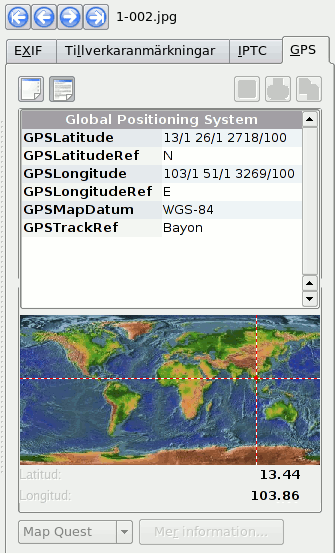 1-002.jpg
EXIF Tillverkaranmärkningar IPTC GPS
Global Positioning System
GPSLatitude 13/1 26/1 2718/100
GPSLatitudeRef N
GPSLongitude 103/1 51/1 3269/100
GPSLongitudeRef E
GPSMapDatum WGS-84
GPSTrackRef Bayon
Latitud: 13.44
Longitud: 103.86
Map Quest Mer information...